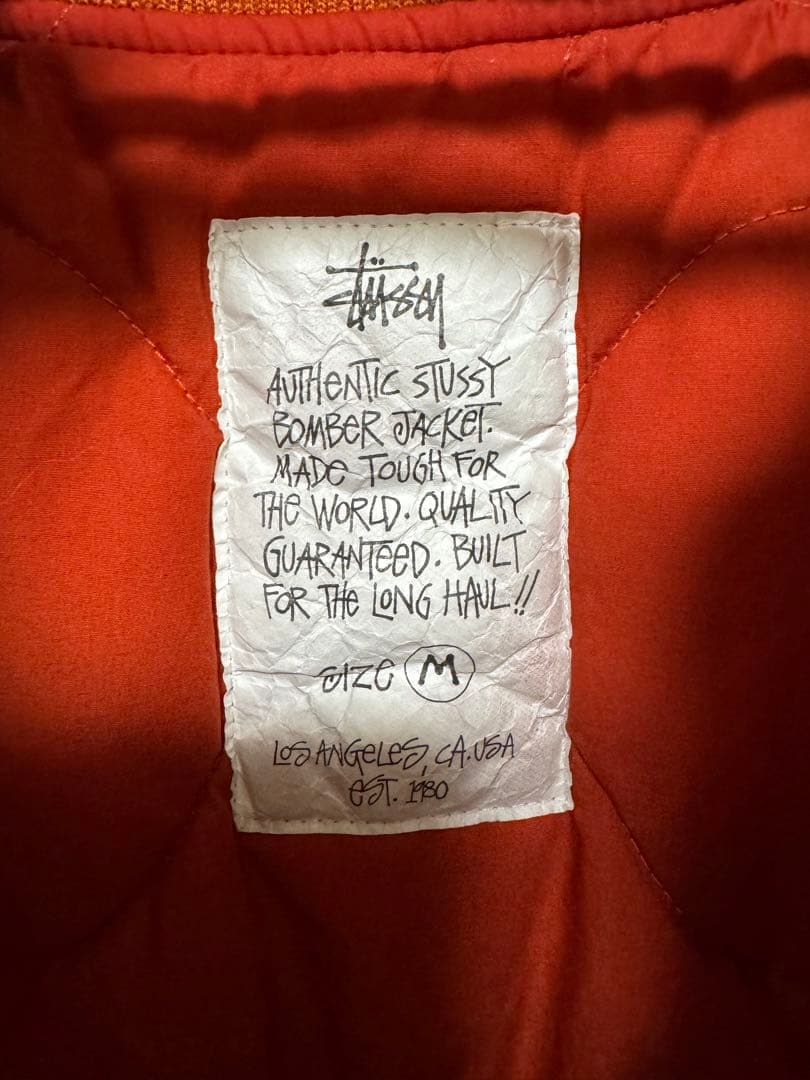 Stüssy
AUTHENTIC STUSSY
BOMBER JACKET.
MADE TOUGH FOR
THE WORLD. QUALITY
GUARANTEED. BUILT
FOR THE LONG HAUL!!
SIZE M
LOS ANGELES, CA. USA
EST. 1980